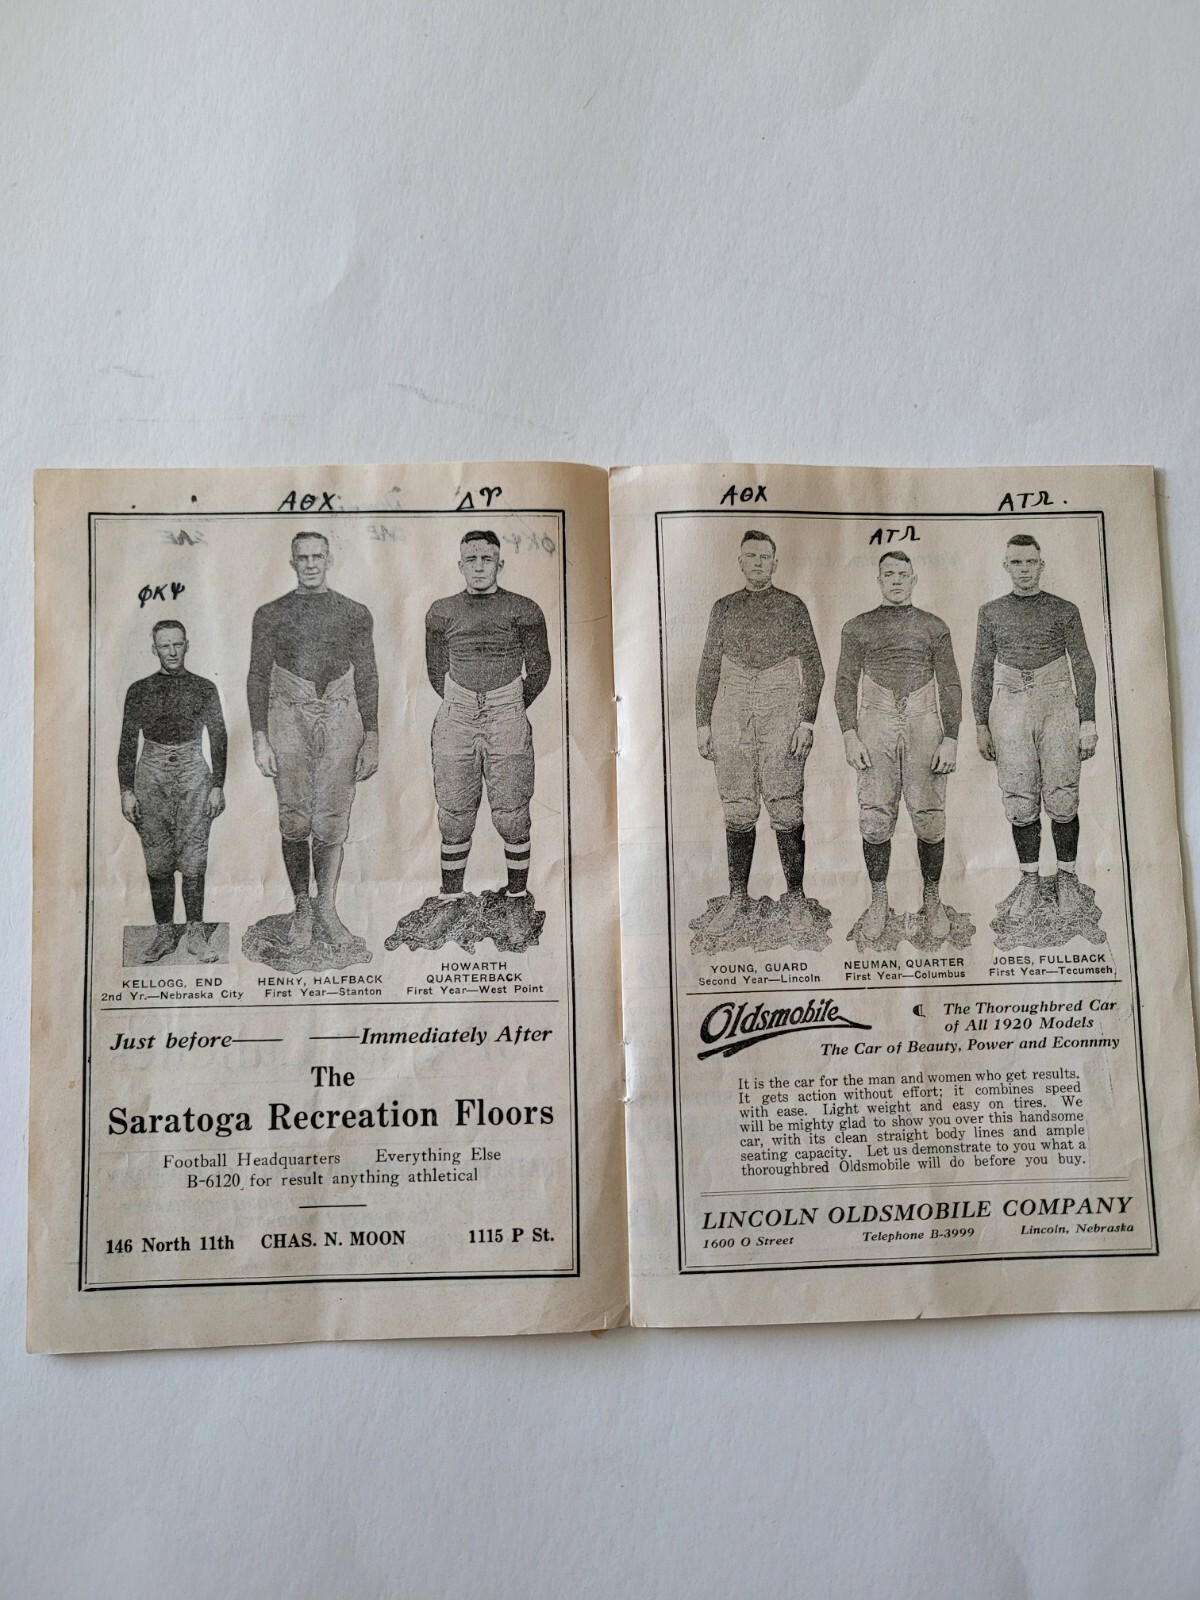 ΑΘΧ
ΔΥ
ΦΚΨ
KELLOGG, END
2nd Yr.—Nebraska City
HENRY, HALFBACK
First Year—Stanton
HOWARTH
QUARTERBACK
First Year—West Point
Just before—— ——Immediately After
The
Saratoga Recreation Floors
Football Headquarters Everything Else
B-6120 for result anything athletical
146 North 11th CHAS. N. MOON 1115 P St.
ΑΘΧ
ΑΤΩ.
ΑΤΩ
YOUNG, GUARD
Second Year—Lincoln
NEUMAN, QUARTER
First Year—Columbus
JOBES, FULLBACK
First Year—Tecumseh
Oldsmobile
The Thoroughbred Car
of All 1920 Models
The Car of Beauty, Power and Econnmy
It is the car for the man and women who get results.
It gets action without effort; it combines speed
with ease. Light weight and easy on tires. We
will be mighty glad to show you over this handsome
car, with its clean straight body lines and ample
seating capacity. Let us demonstrate to you what a
thoroughbred Oldsmobile will do before you buy.
LINCOLN OLDSMOBILE COMPANY
1600 O Street Telephone B-3999 Lincoln, Nebraska